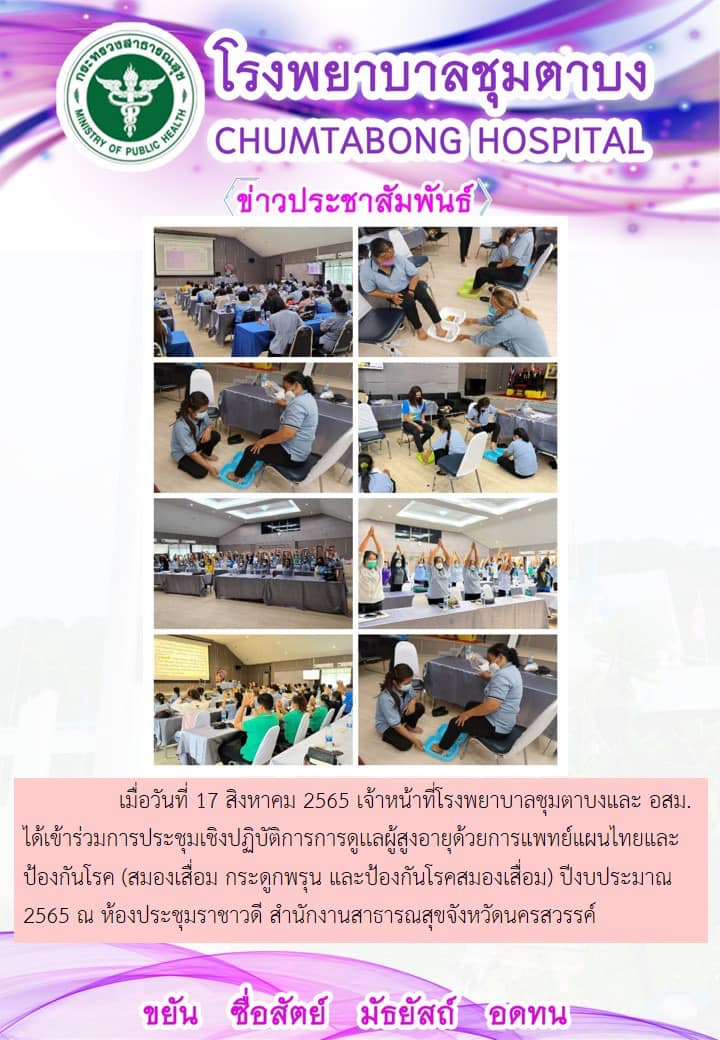 กระทรวงสาธารณสุข
MINISTRY OF PUBLIC HEALTH
โรงพยาบาลชุมตาบง
CHUMTABONG HOSPITAL
ข่าวประชาสัมพันธ์
เมื่อวันที่ 17 สิงหาคม 2565 เจ้าหน้าที่โรงพยาบาลชุมตาบงและ อสม.
ได้เข้าร่วมการประชุมเชิงปฏิบัติการการดูแลผู้สูงอายุด้วยการแพทย์แผนไทยและ
ป้องกันโรค (สมองเสื่อม กระดูกพรุน และป้องกันโรคสมองเสื่อม) ปีงบประมาณ
2565 ณ ห้องประชุมราชาวดี สำนักงานสาธารณสุขจังหวัดนครสวรรค์
ขยัน ซื่อสัตย์ มัธยัสถ์ อดทน